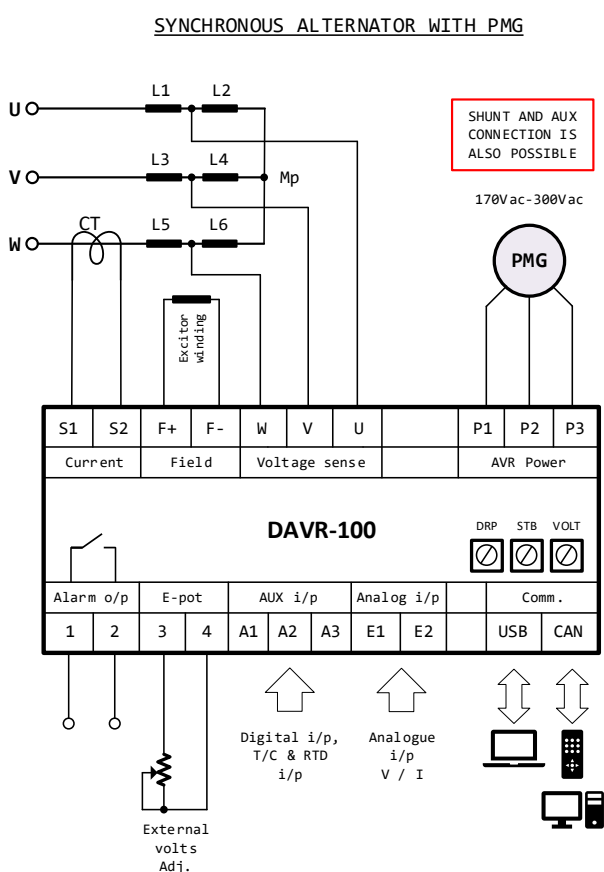 SYNCHRONOUS ALTERNATOR WITH PMG
L1 L2
U
SHUNT AND AUX
CONNECTION IS
ALSO POSSIBLE
L3 L4
V Mp
170Vac-300Vac
CT L5 L6
W
PMG
Excitor
winding
S1 S2 F+ F- W V U P1 P2 P3
Current Field Voltage sense AVR Power
DAVR-100
DRP STB VOLT
Alarm o/p E-pot AUX i/p Analog i/p Comm.
1 2 3 4 A1 A2 A3 E1 E2 USB CAN
Digital i/p,
T/C & RTD
i/p
Analogue
i/p
V / I
External
volts
Adj.